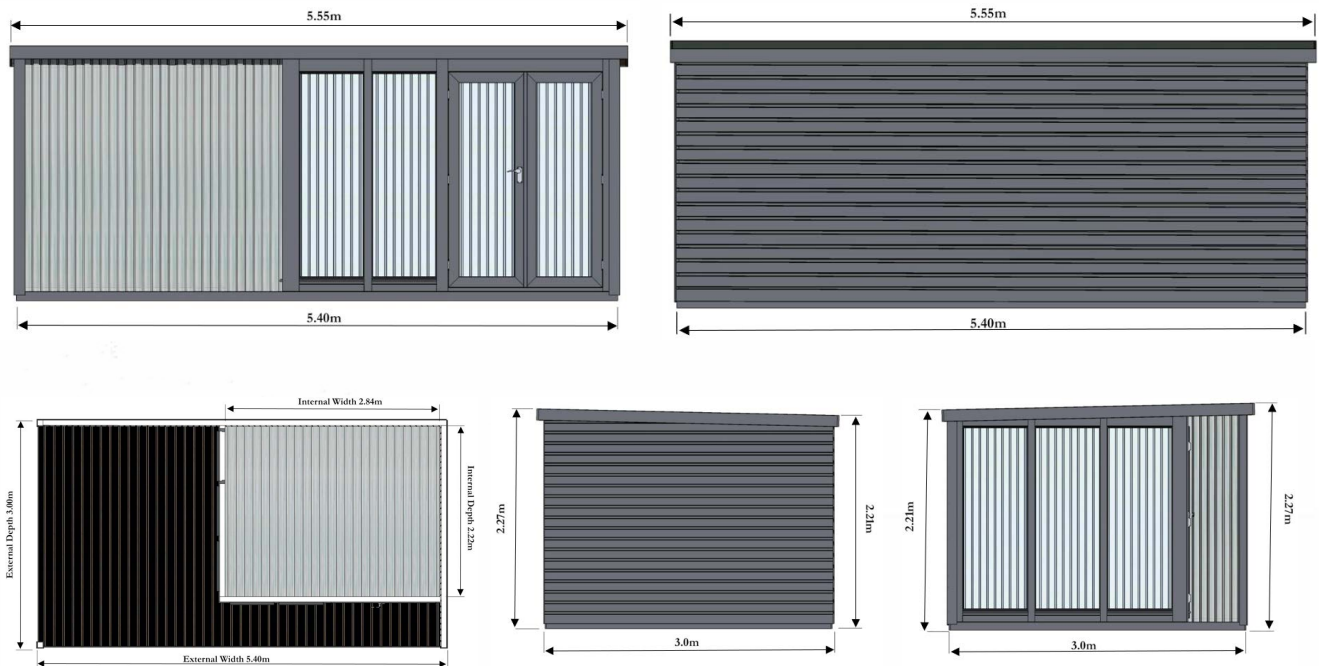 5.55m
5.55m
5.40m
5.40m
Internal Width 2.84m
External Depth 3.00m
Internal Depth 2.22m
External Width 5.40m
2.27m
2.21m
3.0m
2.21m
2.27m
3.0m